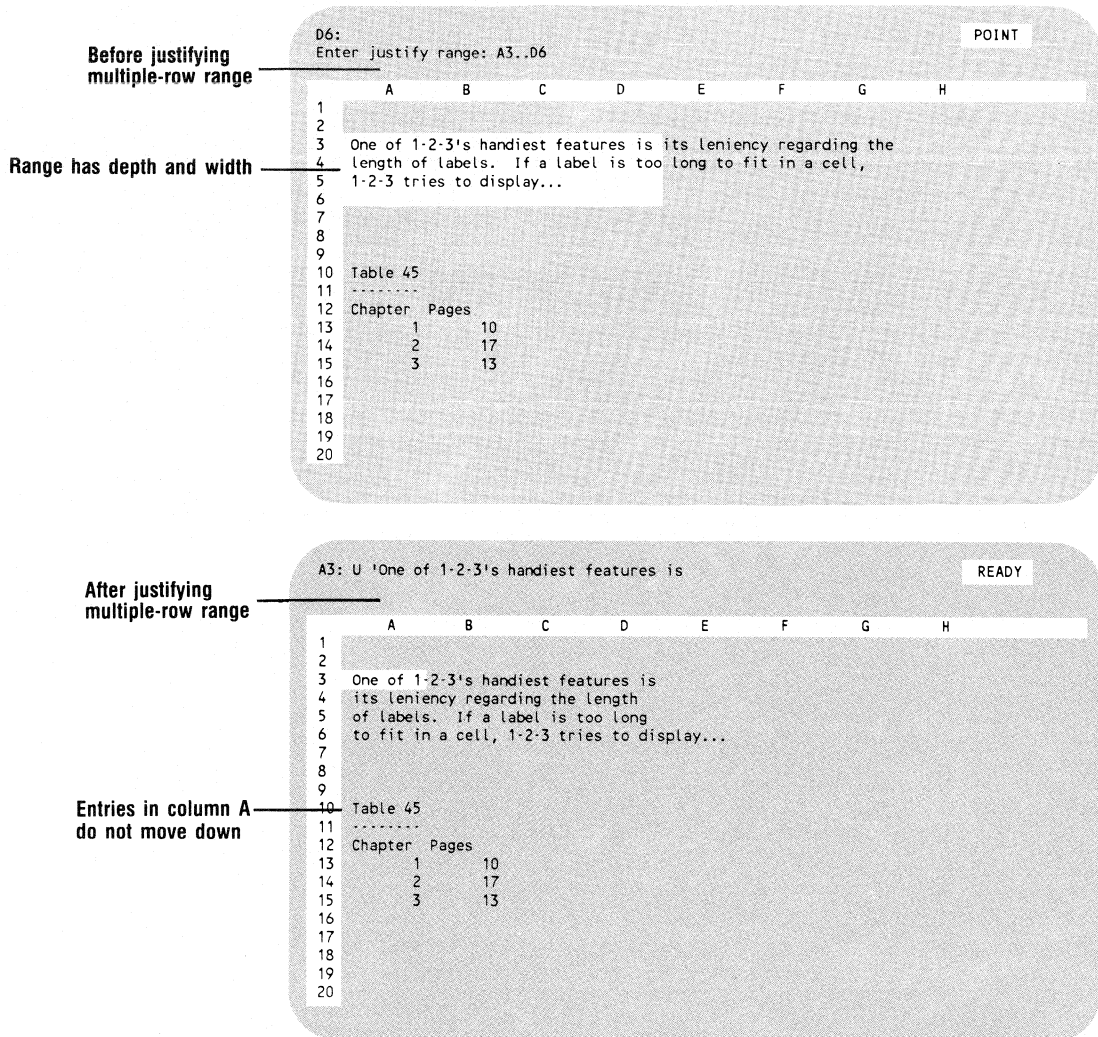 D6: POINT
Enter justify range: A3..D6
Before justifying
multiple-row range
A B C D E F G H
1
2
3 One of 1-2-3's handiest features is its leniency regarding the
Range has depth and width
4 length of labels.  If a label is too long to fit in a cell,
5 1-2-3 tries to display...
6
7
8
9
10 Table 45
11 --------
12 Chapter Pages
13 1 10
14 2 17
15 3 13
16
17
18
19
20
A3: U 'One of 1-2-3's handiest features is READY
After justifying
multiple-row range
A B C D E F G H
1
2
3 One of 1-2-3's handiest features is
4 its leniency regarding the length
5 of labels.  If a label is too long
6 to fit in a cell, 1-2-3 tries to display...
7
8
9
Entries in column A
do not move down
10 Table 45
11 --------
12 Chapter Pages
13 1 10
14 2 17
15 3 13
16
17
18
19
20